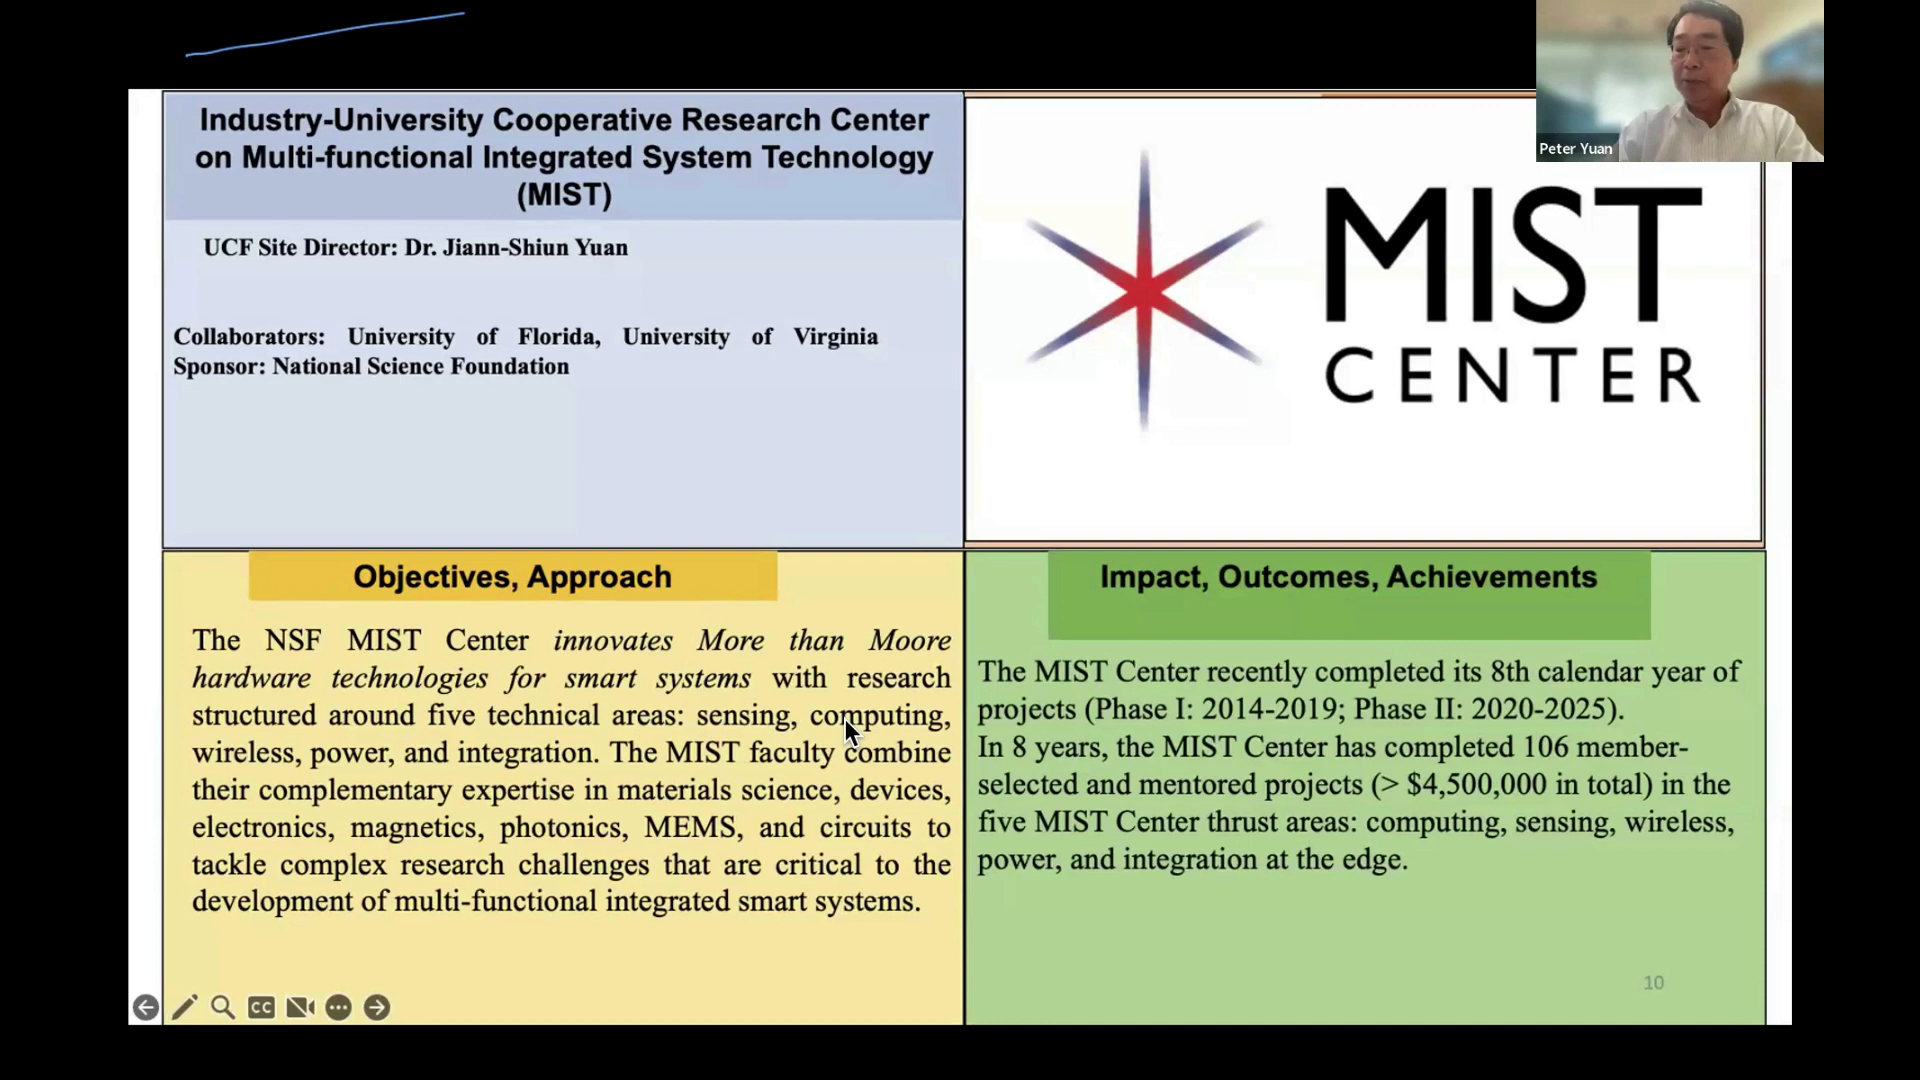 Peter Yuan
Industry-University Cooperative Research Center
on Multi-functional Integrated System Technology
(MIST)
UCF Site Director: Dr. Jiann-Shiun Yuan
Collaborators: University of Florida, University of Virginia
Sponsor: National Science Foundation
MIST
CENTER
Objectives, Approach
The NSF MIST Center innovates More than Moore
hardware technologies for smart systems with research
structured around five technical areas: sensing, computing,
wireless, power, and integration. The MIST faculty combine
their complementary expertise in materials science, devices,
electronics, magnetics, photonics, MEMS, and circuits to
tackle complex research challenges that are critical to the
development of multi-functional integrated smart systems.
Impact, Outcomes, Achievements
The MIST Center recently completed its 8th calendar year of
projects (Phase I: 2014-2019; Phase II: 2020-2025).
In 8 years, the MIST Center has completed 106 member-
selected and mentored projects (> $4,500,000 in total) in the
five MIST Center thrust areas: computing, sensing, wireless,
power, and integration at the edge.
10
CC